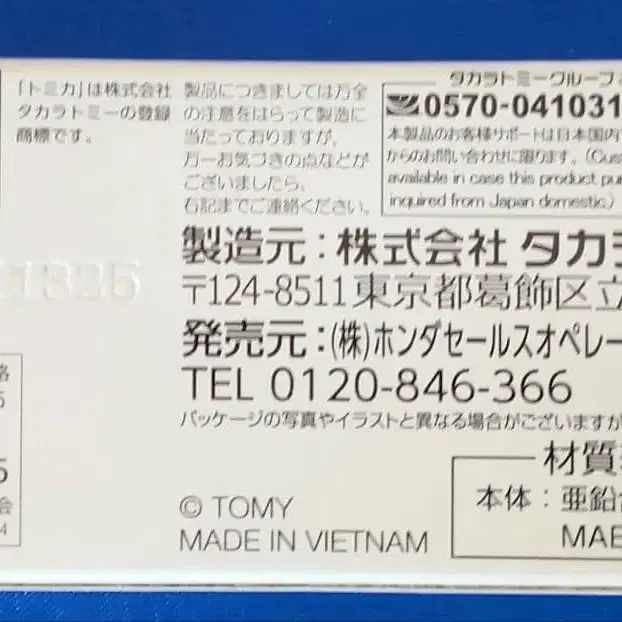 「トミカ」は株式会社
タカラトミーの登録
商標です。
製品につきましては万全
の注意をはらって製造に
当たっておりますが、
万一お気づきの点などが
ございましたら、
右記までご連絡ください。
タカラトミーグループ
0570-041031
本製品のお客様サポートは日本国内
からのお問い合わせに限ります。(Cus
available in case this product pu
inquired from Japan domestic.)
製造元：株式会社 タカラ
〒124-8511 東京都葛飾区立
発売元：(株)ホンダセールスオペレー
TEL 0120-846-366
パッケージの写真やイラストと異なる場合がございますが
材質
本体：亜鉛
© TOMY
MADE IN VIETNAM
MAE